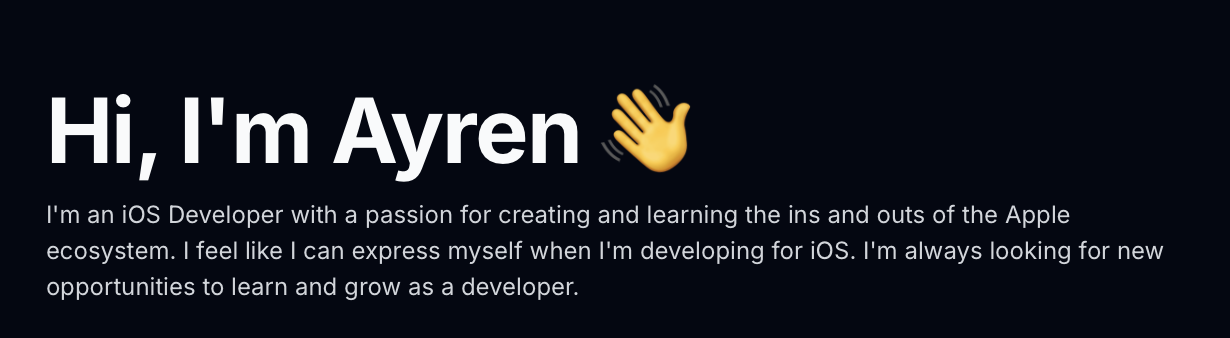 Hi, I'm Ayren 👋
I'm an iOS Developer with a passion for creating and learning the ins and outs of the Apple
ecosystem. I feel like I can express myself when I'm developing for iOS. I'm always looking for new
opportunities to learn and grow as a developer.